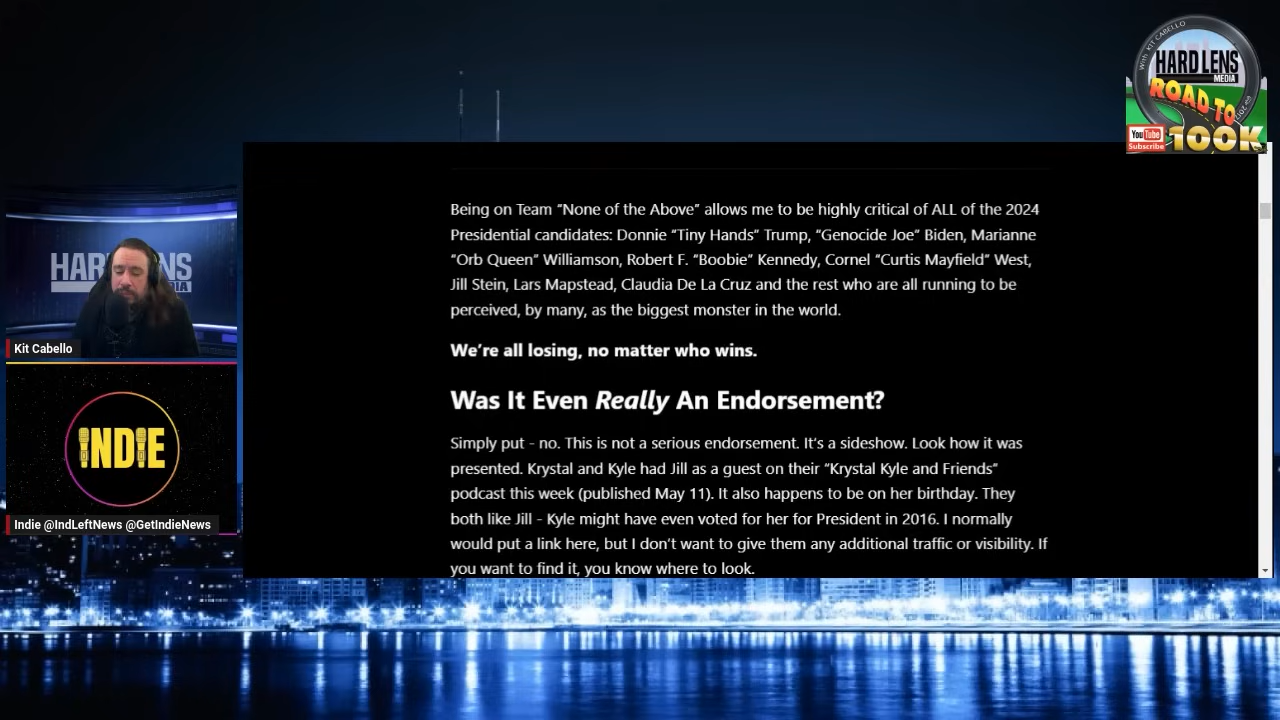 With KIT CABELLO
HARD LENS
MEDIA
ROAD TO
YouTube
Subscribe
100K
Being on Team “None of the Above” allows me to be highly critical of ALL of the 2024
Presidential candidates: Donnie “Tiny Hands” Trump, “Genocide Joe” Biden, Marianne
“Orb Queen” Williamson, Robert F. “Boobie” Kennedy, Cornel “Curtis Mayfield” West,
Jill Stein, Lars Mapstead, Claudia De La Cruz and the rest who are all running to be
perceived, by many, as the biggest monster in the world.
We’re all losing, no matter who wins.
Was It Even Really An Endorsement?
Simply put - no. This is not a serious endorsement. It’s a sideshow. Look how it was
presented. Krystal and Kyle had Jill as a guest on their “Krystal Kyle and Friends”
podcast this week (published May 11). It also happens to be on her birthday. They
both like Jill - Kyle might have even voted for her for President in 2016. I normally
would put a link here, but I don’t want to give them any additional traffic or visibility. If
you want to find it, you know where to look.
Kit Cabello
INDIE
Indie @IndLeftNews @GetIndieNews